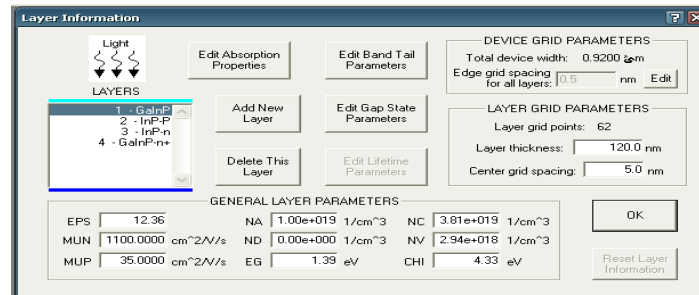 Layer Information
Light
LAYERS
1 - GaInP
2 - InP-P
3 - InP-n
4 - GaInP-n+
Edit Absorption
Properties
Edit Band Tail
Parameters
Add New
Layer
Edit Gap State
Parameters
Delete This
Layer
Edit Lifetime
Parameters
DEVICE GRID PARAMETERS
Total device width: 0.9200
Edge grid spacing
for all layers: 0.5 nm Edit
LAYER GRID PARAMETERS
Layer grid points: 62
Layer thickness: 120.0 nm
Center grid spacing: 5.0 nm
GENERAL LAYER PARAMETERS
EPS 12.36 NA 1.00e+019 1/cm^3 NC 3.81e+019 1/cm^3
MUN 1100.0000 cm^2/V/s ND 0.00e+000 1/cm^3 NV 2.94e+018 1/cm^3
MUP 35.0000 cm^2/V/s EG 1.39 eV CHI 4.33 eV
OK
Reset Layer
Information